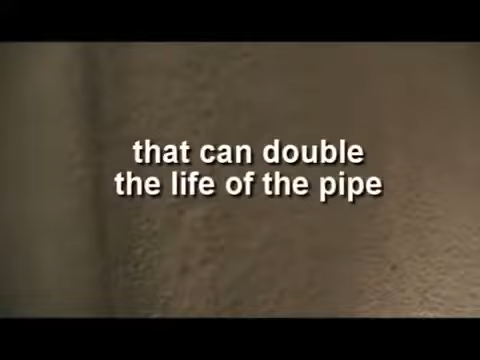 that can double
the life of the pipe